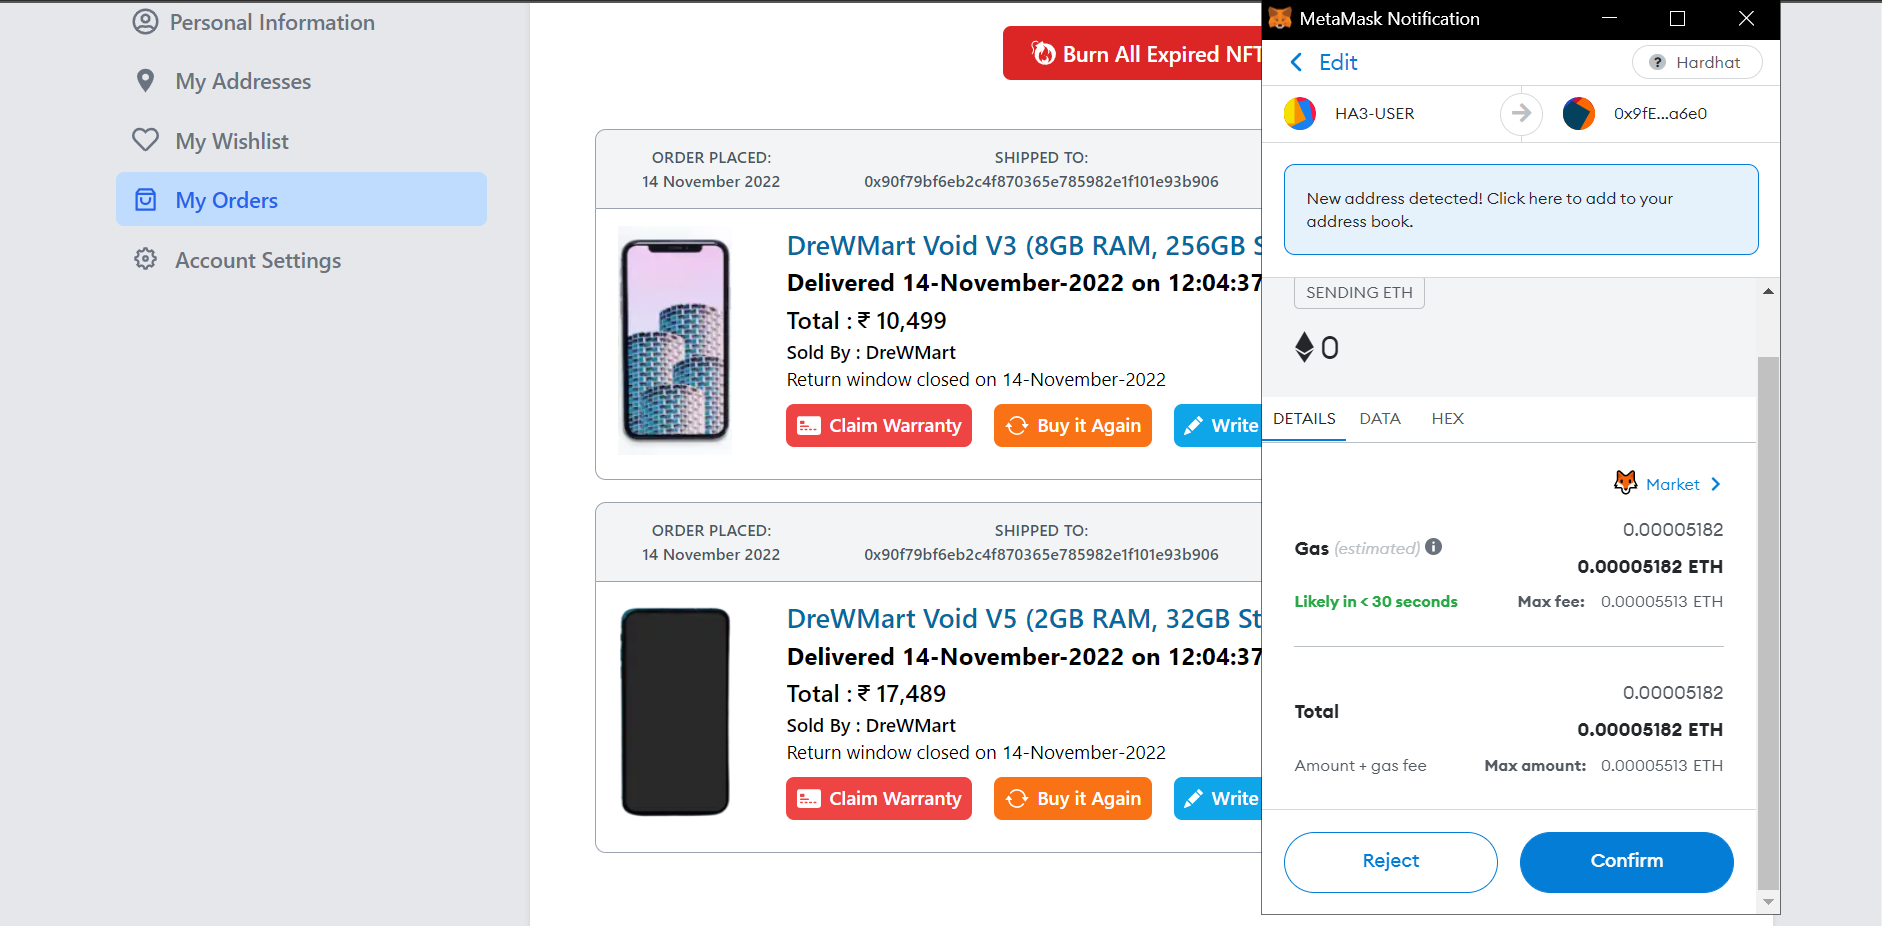 Personal Information
My Addresses
My Wishlist
My Orders
Account Settings
Burn All Expired NFT
ORDER PLACED:
14 November 2022
SHIPPED TO:
0x90f79bf6eb2c4f870365e785982e1f101e93b906
DreWMart Void V3 (8GB RAM, 256GB S
Delivered 14-November-2022 on 12:04:37
Total : ₹ 10,499
Sold By : DreWMart
Return window closed on 14-November-2022
Claim Warranty
Buy it Again
Write
ORDER PLACED:
14 November 2022
SHIPPED TO:
0x90f79bf6eb2c4f870365e785982e1f101e93b906
DreWMart Void V5 (2GB RAM, 32GB St
Delivered 14-November-2022 on 12:04:37
Total : ₹ 17,489
Sold By : DreWMart
Return window closed on 14-November-2022
Claim Warranty
Buy it Again
Write
MetaMask Notification
Edit
Hardhat
HA3-USER
0x9fE...a6e0
New address detected! Click here to add to your
address book.
SENDING ETH
0
DETAILS
DATA
HEX
Market
0.00005182
Gas (estimated)
0.00005182 ETH
Likely in < 30 seconds
Max fee: 0.00005513 ETH
0.00005182
Total
0.00005182 ETH
Amount + gas fee
Max amount: 0.00005513 ETH
Reject
Confirm